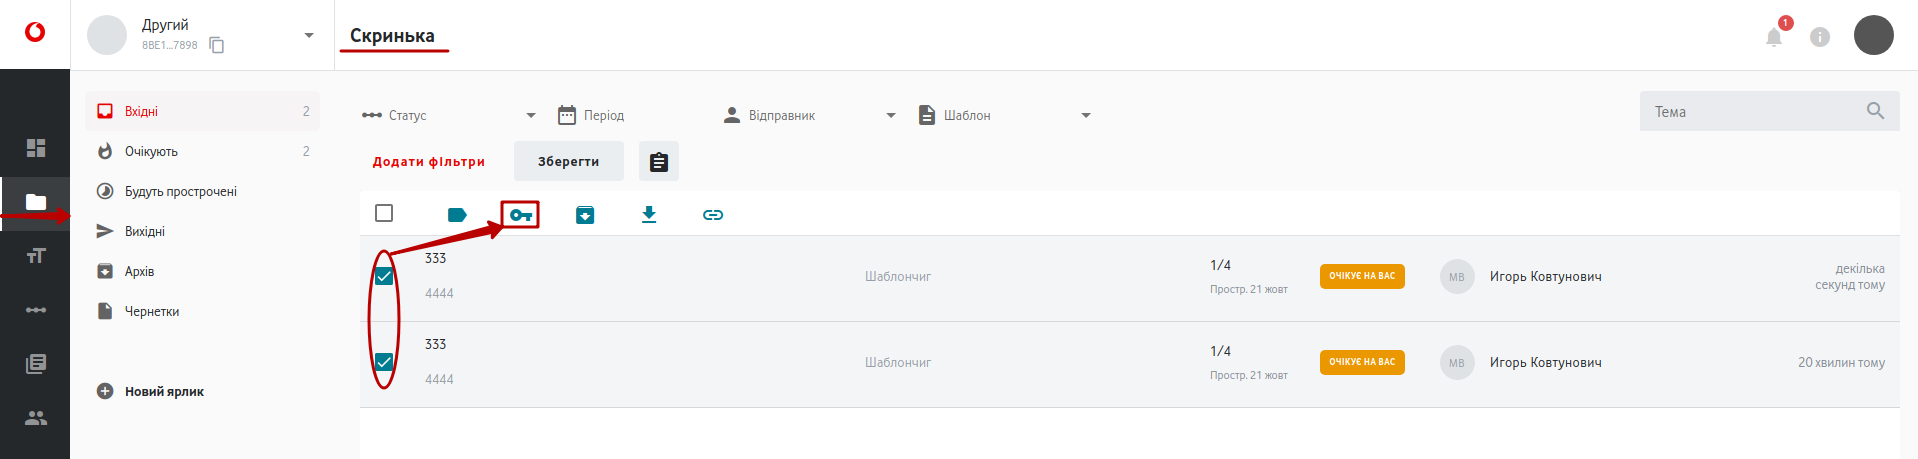 Другий
8BE1...7898
Скринька
1
Вхідні 2
Очікують 2
Будуть прострочені
Вихідні
Архів
Чернетки
Новий ярлик
Статус Період Відправник Шаблон Тема
Додати фільтри Зберегти
333
4444
Шаблончиг
1/4
Простр. 21 жовт
ОЧІКУЄ НА ВАС
МВ
Игорь Ковтунович
декілька
секунд тому
333
4444
Шаблончиг
1/4
Простр. 21 жовт
ОЧІКУЄ НА ВАС
МВ
Игорь Ковтунович
20 хвилин тому